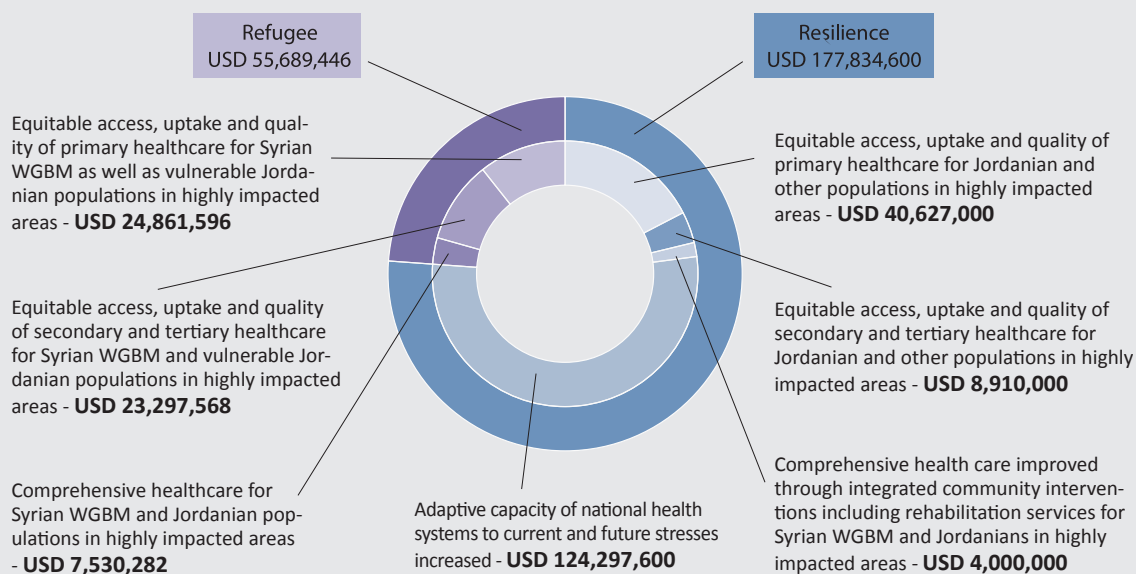 Refugee
USD 55,689,446
Resilience
USD 177,834,600
Equitable access, uptake and qual-
ity of primary healthcare for Syrian
WGBM as well as vulnerable Jorda-
nian populations in highly impacted
areas - USD 24,861,596
Equitable access, uptake and quality of
primary healthcare for Jordanian and
other populations in highly impacted
areas - USD 40,627,000
Equitable access, uptake and quality
of secondary and tertiary healthcare
for Syrian WGBM and vulnerable Jor-
danian populations in highly impacted
areas - USD 23,297,568
Equitable access, uptake and quality of
secondary and tertiary healthcare for
Jordanian and other populations in highly
impacted areas - USD 8,910,000
Comprehensive healthcare for
Syrian WGBM and Jordanian pop-
ulations in highly impacted areas
- USD 7,530,282
Adaptive capacity of national health
systems to current and future stresses
increased - USD 124,297,600
Comprehensive health care improved
through integrated community interven-
tions including rehabilitation services for
Syrian WGBM and Jordanians in highly
impacted areas - USD 4,000,000